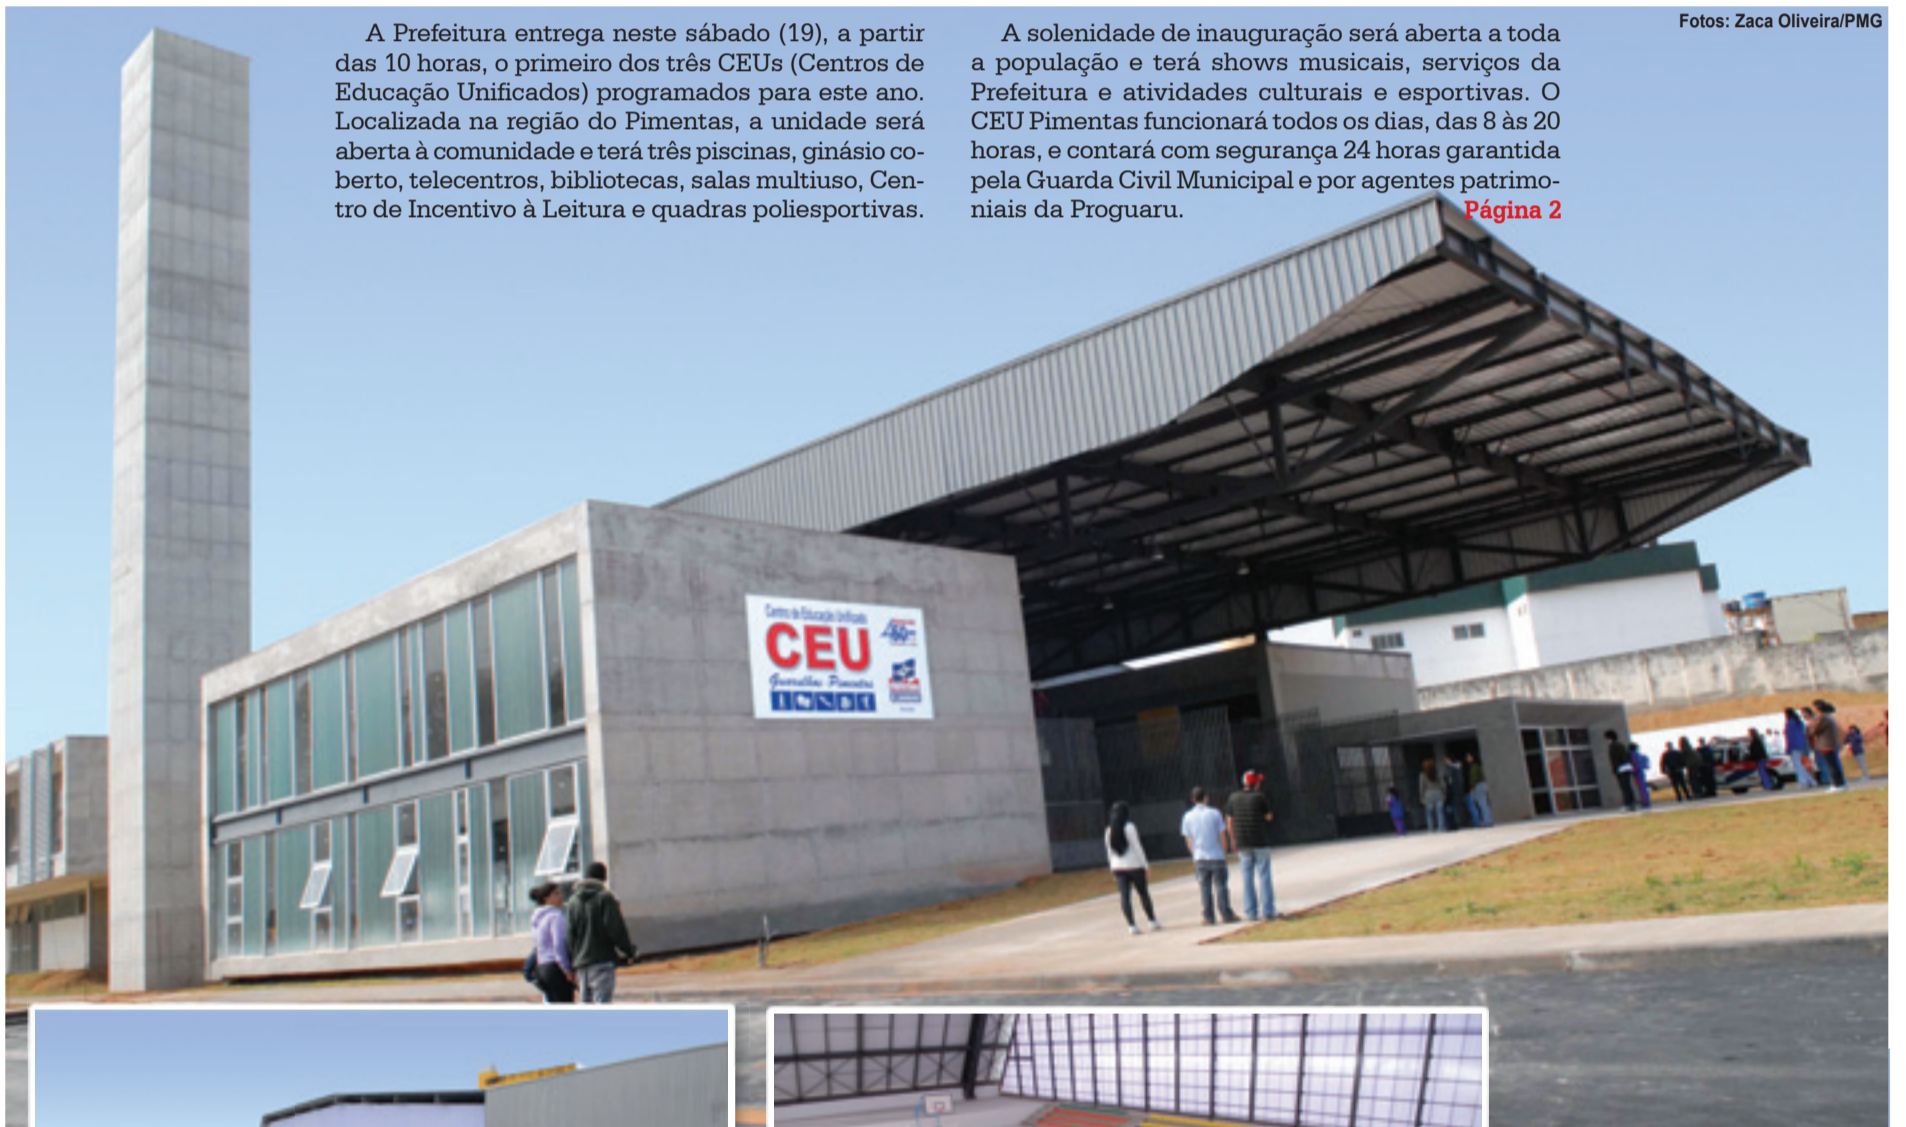 Fotos: Zaca Oliveira/PMG
A Prefeitura entrega neste sábado (19), a partir
das 10 horas, o primeiro dos três CEUs (Centros de
Educação Unificados) programados para este ano.
Localizada na região do Pimentas, a unidade será
aberta à comunidade e terá três piscinas, ginásio co-
berto, telecentros, bibliotecas, salas multiuso, Cen-
tro de Incentivo à Leitura e quadras poliesportivas.
A solenidade de inauguração será aberta a toda
a população e terá shows musicais, serviços da
Prefeitura e atividades culturais e esportivas. O
CEU Pimentas funcionará todos os dias, das 8 às 20
horas, e contará com segurança 24 horas garantida
pela Guarda Civil Municipal e por agentes patrimo-
niais da Proguaru. Página 2
Centro de Educação Unificado
CEU
Guarulhos Pimentas